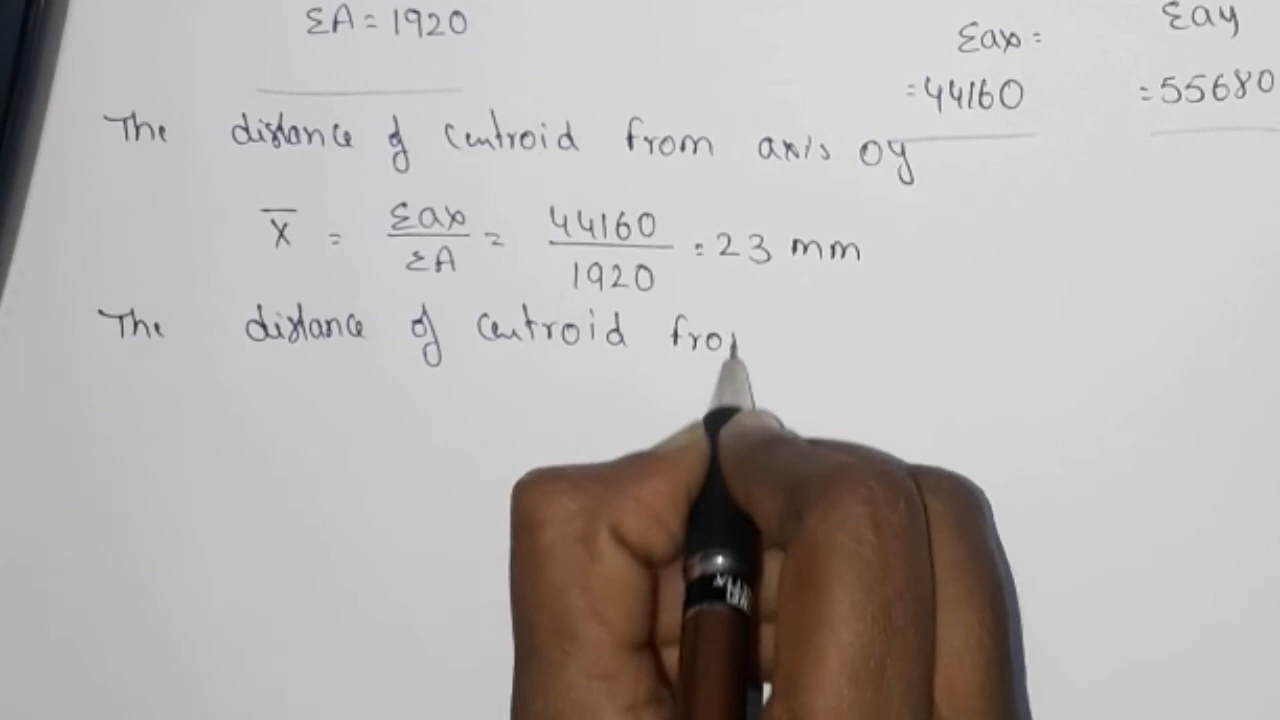 ΣA = 1920
Σax =
= 44160
Σay
= 55680
The distance of centroid from axis oy
X̄ = Σax/ΣA = 44160/1920 = 23 mm
The distance of centroid from